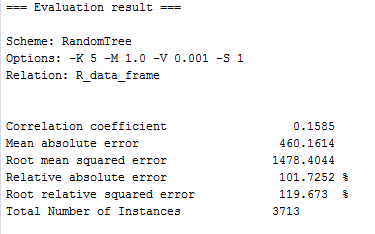 === Evaluation result ===
Scheme: RandomTree
Options: -K 5 -M 1.0 -V 0.001 -S 1
Relation: R_data_frame
Correlation coefficient 0.1585
Mean absolute error 460.1614
Root mean squared error 1478.4044
Relative absolute error 101.7252 %
Root relative squared error 119.673 %
Total Number of Instances 3713